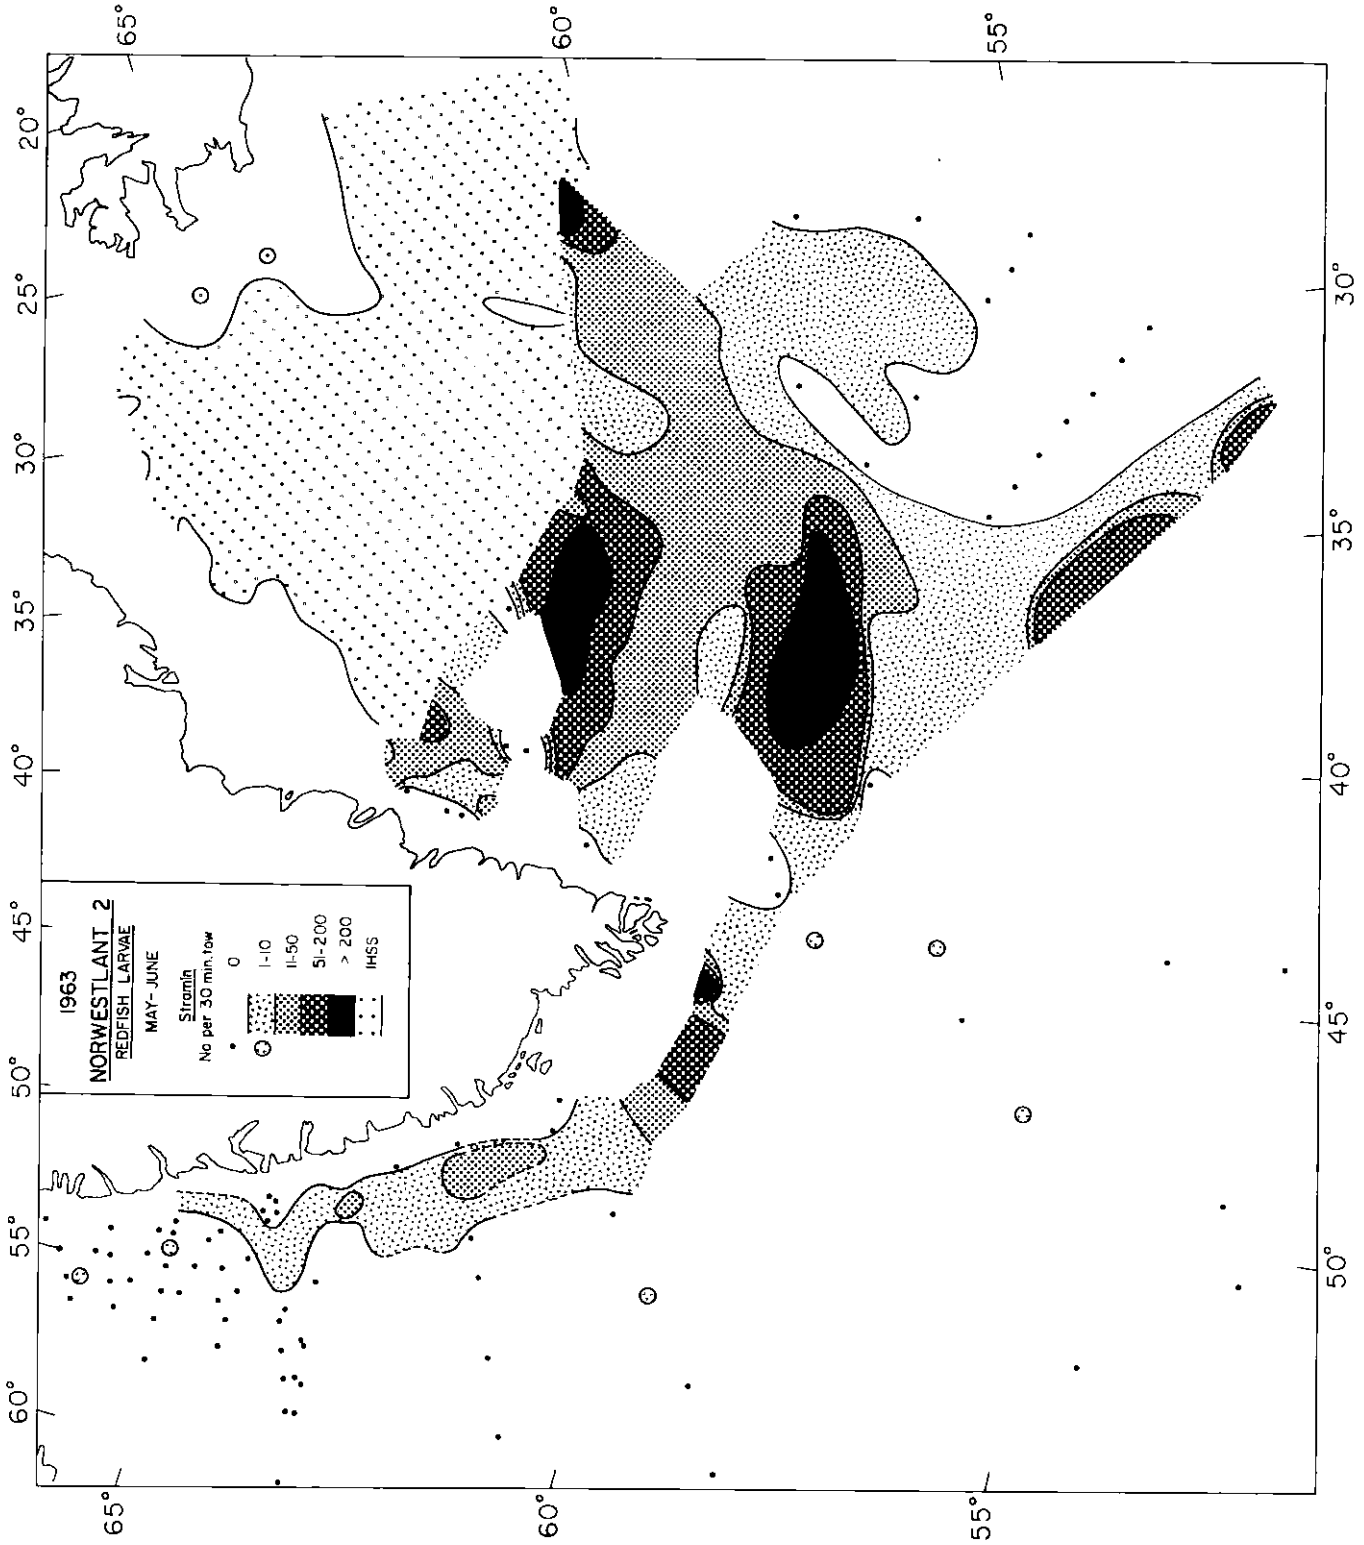 1963
NORWESTLANT 2
REDFISH LARVAE
MAY-JUNE
Stramin
No per 30 min. tow
0
1-10
11-50
51-200
> 200
IHSS
60° 55° 50° 45° 40° 35° 30° 25° 20°
65° 65°
60° 60°
55° 55°
50° 45° 40° 35° 30°